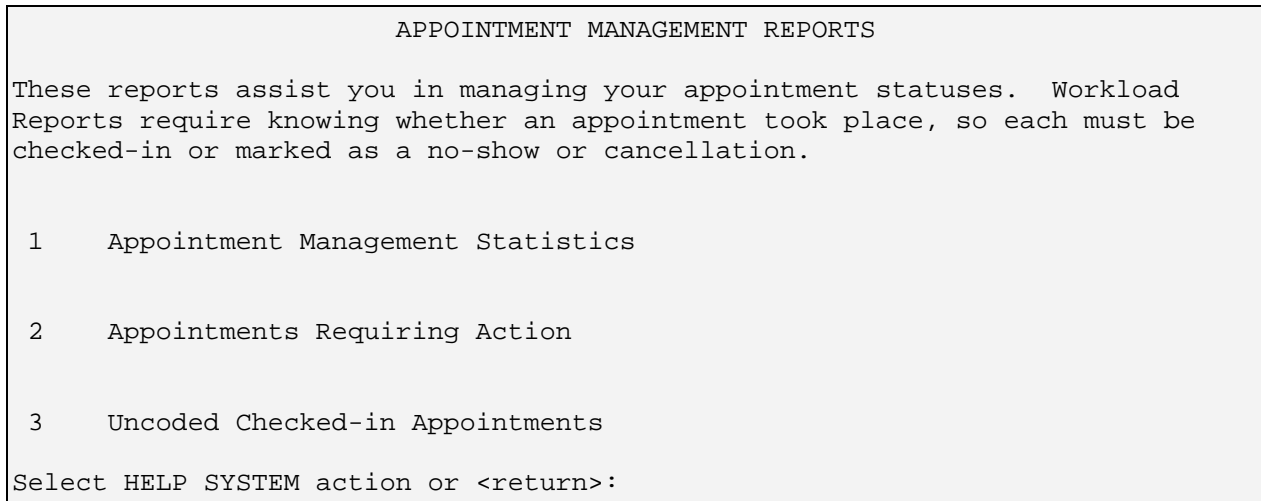 APPOINTMENT MANAGEMENT REPORTS
These reports assist you in managing your appointment statuses.  Workload
Reports require knowing whether an appointment took place, so each must be
checked-in or marked as a no-show or cancellation.
1     Appointment Management Statistics
2     Appointments Requiring Action
3     Uncoded Checked-in Appointments
Select HELP SYSTEM action or <return>: